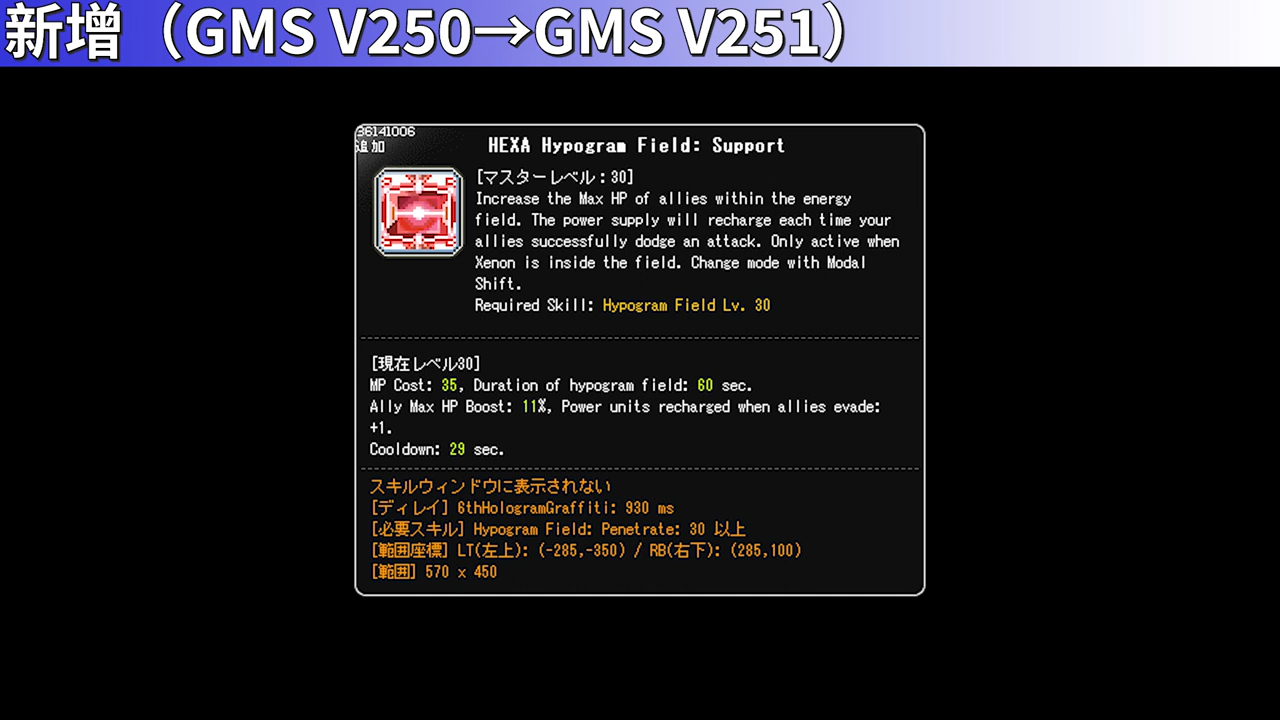 新增（GMS V250→GMS V251）
36141006
追加
HEXA Hypogram Field: Support
[マスターレベル：30]
Increase the Max HP of allies within the energy
field. The power supply will recharge each time your
allies successfully dodge an attack. Only active when
Xenon is inside the field. Change mode with Modal
Shift.
Required Skill: Hypogram Field Lv. 30
[現在レベル30]
MP Cost: 35, Duration of hypogram field: 60 sec.
Ally Max HP Boost: 11%, Power units recharged when allies evade:
+1.
Cooldown: 29 sec.
スキルウィンドウに表示されない
[ディレイ] 6thHologramGraffiti: 930 ms
[必要スキル] Hypogram Field: Penetrate: 30 以上
[範囲座標] LT(左上): (-285,-350) / RB(右下): (285,100)
[範囲] 570 x 450